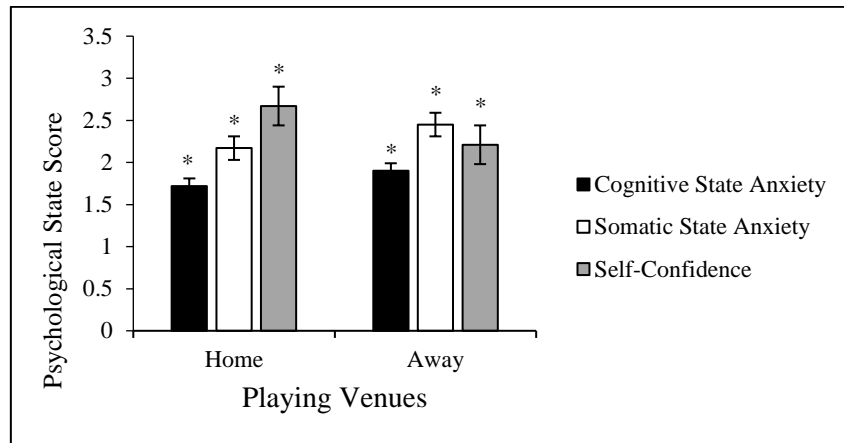 3.5
3
2.5
2
1.5
1
0.5
0
Psychological State Score
* * *
* * *
Home Away
Playing Venues
Cognitive State Anxiety
Somatic State Anxiety
Self-Confidence